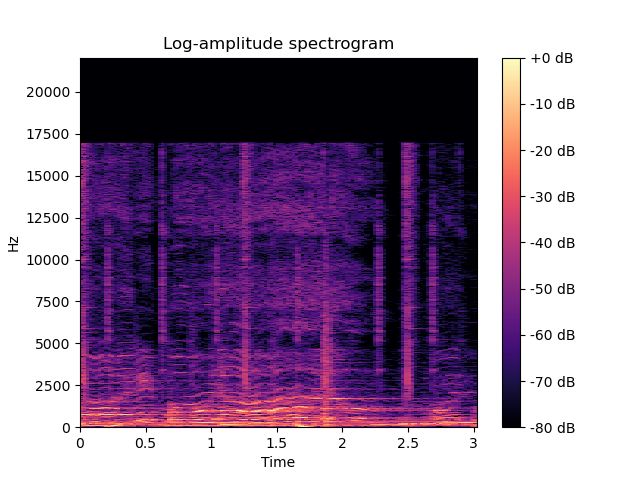 Log-amplitude spectrogram
+0 dB
20000
-10 dB
17500
-20 dB
15000
-30 dB
12500
Hz
10000
-40 dB
-50 dB
7500
-60 dB
5000
2500
-70 dB
0
-80 dB
0 0.5 1 1.5 2 2.5 3
Time